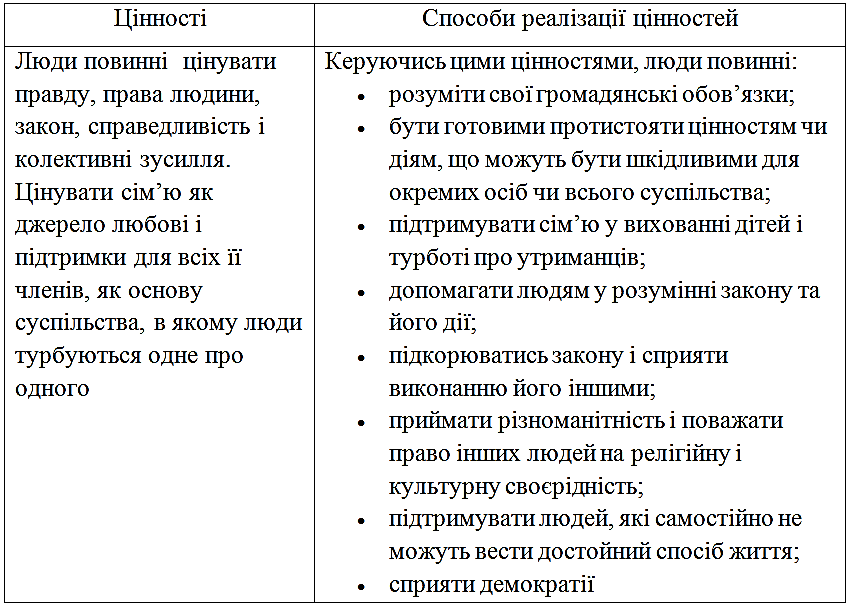 Цінності
Способи реалізації цінностей
Люди повинні цінувати
правду, права людини,
закон, справедливість і
колективні зусилля.
Цінувати сім’ю як
джерело любові і
підтримки для всіх її
членів, як основу
суспільства, в якому люди
турбуються одне про
одного
Керуючись цими цінностями, люди повинні:
• розуміти свої громадянські обов’язки;
• бути готовими протистояти цінностям чи
діям, що можуть бути шкідливими для
окремих осіб чи всього суспільства;
• підтримувати сім’ю у вихованні дітей і
турботі про утриманців;
• допомагати людям у розумінні закону та
його дії;
• підкорюватись закону і сприяти
виконанню його іншими;
• приймати різноманітність і поважати
право інших людей на релігійну і
культурну своєрідність;
• підтримувати людей, які самостійно не
можуть вести достойний спосіб життя;
• сприяти демократії